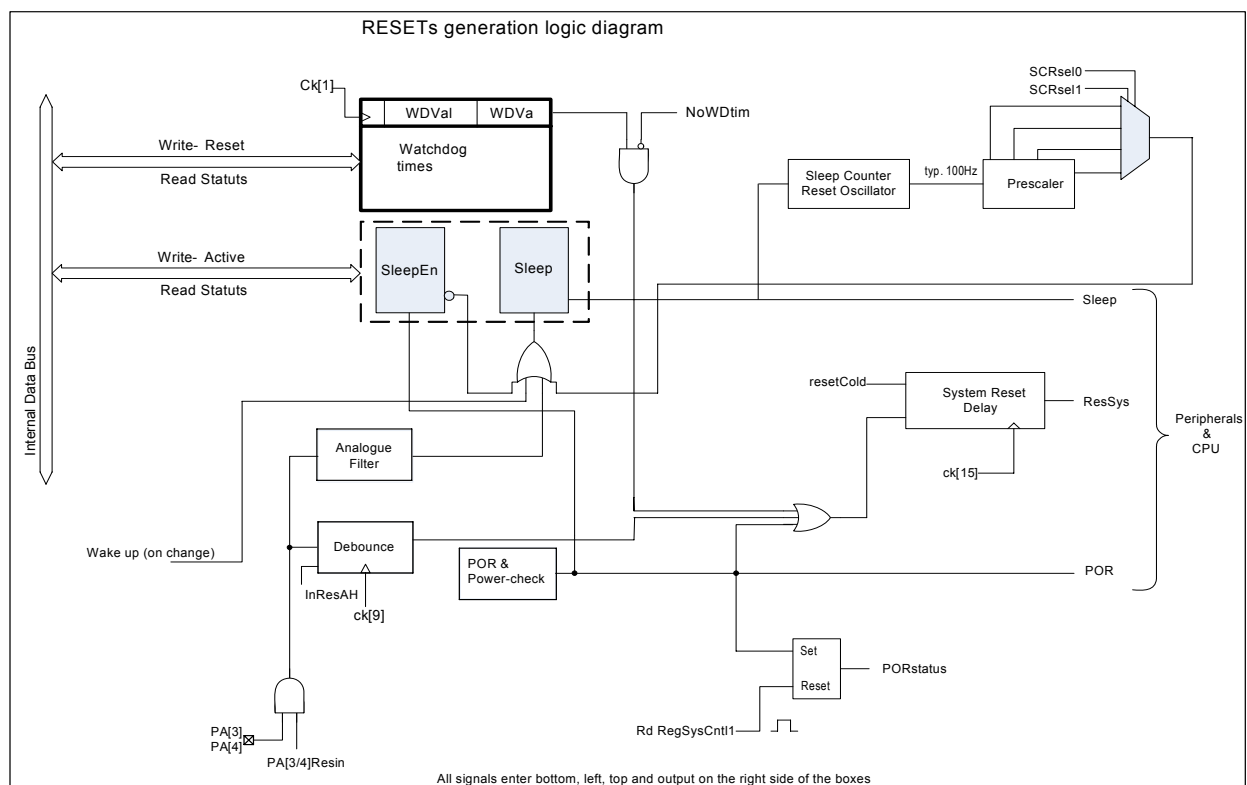 RESETs generation logic diagram
Ck[1]
WDVal
WDVa
NoWDtim
SCRsel0
SCRsel1
Write- Reset
Read Statuts
Watchdog
times
Sleep Counter
Reset Oscillator
typ. 100Hz
Prescaler
Write- Active
Read Statuts
SleepEn
Sleep
Sleep
Internal Data Bus
resetCold
System Reset
Delay
ResSys
Peripherals
&
CPU
Analogue
Filter
ck[15]
Wake up (on change)
Debounce
POR &
Power-check
POR
InResAH
ck[9]
Set
Reset
PORstatus
PA[3]
PA[4]
PA[3/4]Resin
Rd RegSysCntl1
All signals enter bottom, left, top and output on the right side of the boxes